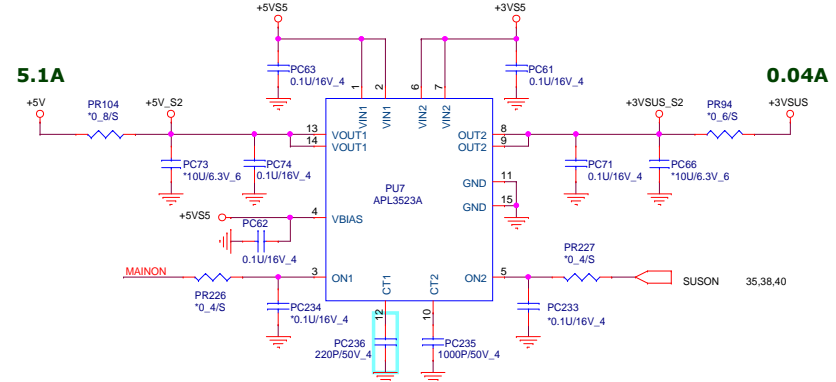 +5VS5
+3VS5
5.1A
PC63
0.1U/16V_4
PC61
0.1U/16V_4
0.04A
1
2
6
7
+5V
PR104
*0_8/S
+5V_S2
VIN1
VIN1
VIN2
VIN2
+3VSUS_S2
PR94
*0_6/S
+3VSUS
13
VOUT1
14
VOUT1
8
OUT2
9
OUT2
PC73
*10U/6.3V_6
PC74
0.1U/16V_4
PC71
0.1U/16V_4
PC66
*10U/6.3V_6
PU7
APL3523A
11
GND
15
GND
+5VS5
4
VBIAS
PC62
0.1U/16V_4
MAINON
PR226
*0_4/S
3
ON1
5
ON2
PR227
*0_4/S
SUSON
35,38,40
CT1
CT2
PC234
*0.1U/16V_4
PC233
*0.1U/16V_4
12
10
PC236
220P/50V_4
PC235
1000P/50V_4